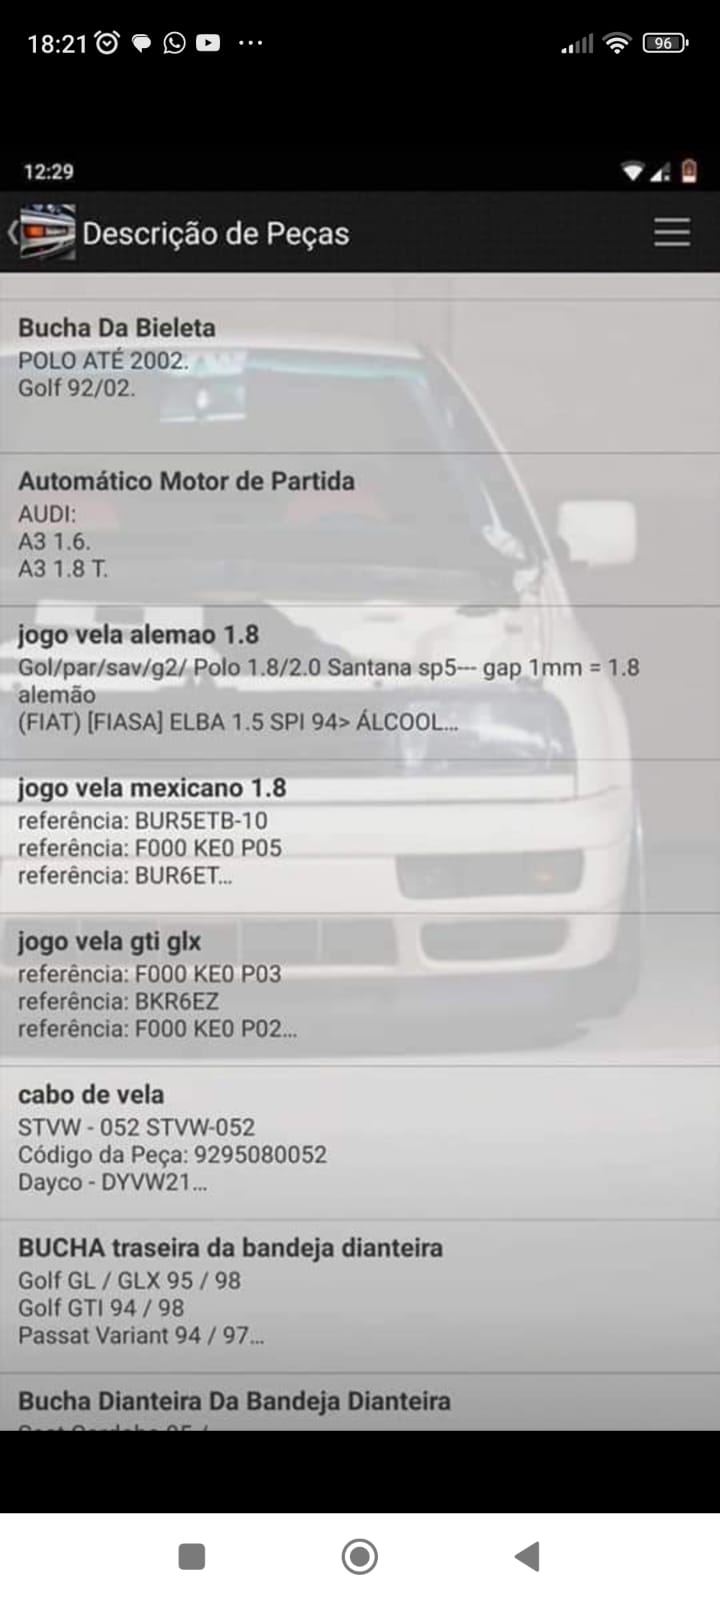 18:21
96
12:29
Descrição de Peças
Bucha Da Bieleta
POLO ATÉ 2002.
Golf 92/02.
Automático Motor de Partida
AUDI:
A3 1.6.
A3 1.8 T.
jogo vela alemao 1.8
Gol/par/sav/g2/ Polo 1.8/2.0 Santana sp5--- gap 1mm = 1.8
alemão
(FIAT) [FIASA] ELBA 1.5 SPI 94> ÁLCOOL...
jogo vela mexicano 1.8
referência: BUR5ETB-10
referência: F000 KE0 P05
referência: BUR6ET...
jogo vela gti glx
referência: F000 KE0 P03
referência: BKR6EZ
referência: F000 KE0 P02...
cabo de vela
STVW - 052 STVW-052
Código da Peça: 9295080052
Dayco - DYVW21...
BUCHA traseira da bandeja dianteira
Golf GL / GLX 95 / 98
Golf GTI 94 / 98
Passat Variant 94 / 97...
Bucha Dianteira Da Bandeja Dianteira